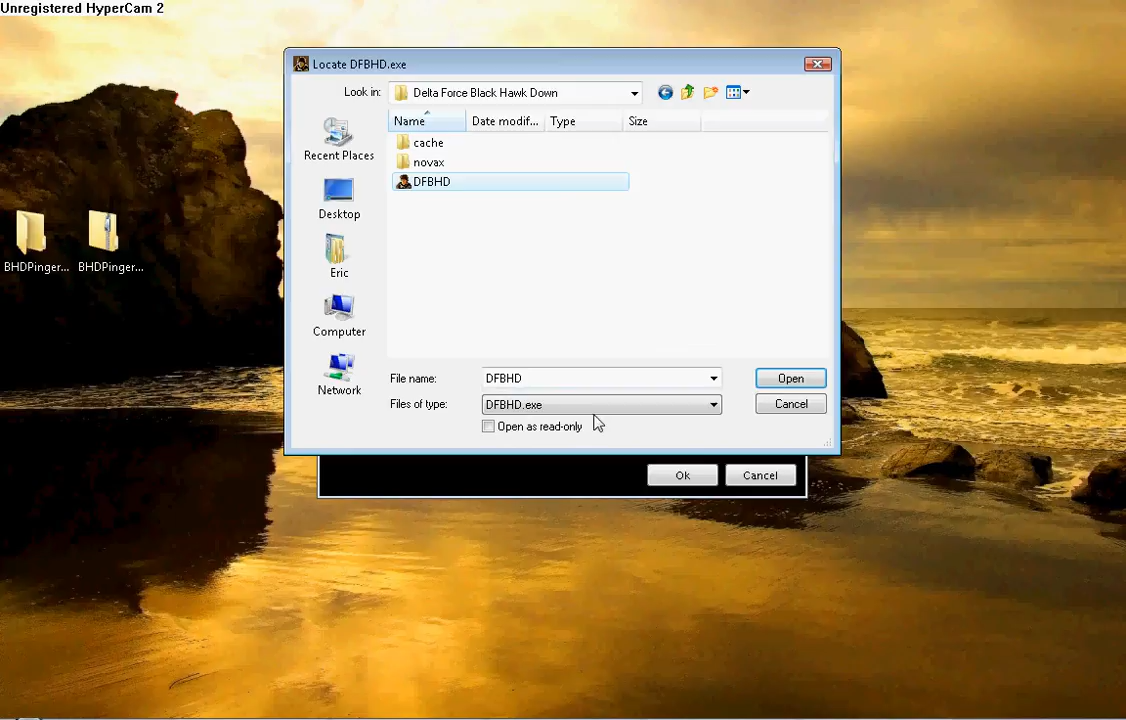 Unregistered HyperCam 2
Locate DFBHD.exe
Look in: Delta Force Black Hawk Down
Name Date modif... Type Size
Recent Places
Desktop
Eric
Computer
Network
cache
novax
DFBHD
BHDPinger... BHDPinger...
File name: DFBHD Open
Files of type: DFBHD.exe Cancel
Open as read-only
Ok Cancel